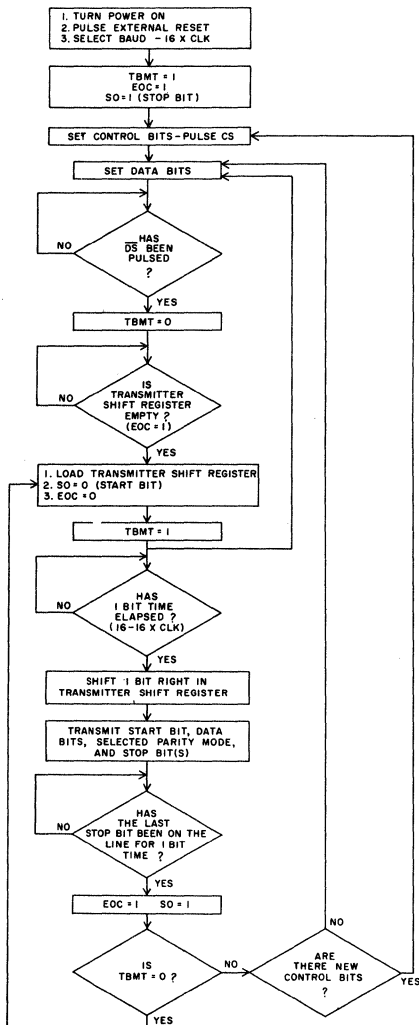 1. TURN POWER ON
2. PULSE EXTERNAL RESET
3. SELECT BAUD - 16 X CLK
TBMT = 1
EOC = 1
SO = 1 (STOP BIT)
SET CONTROL BITS - PULSE CS
SET DATA BITS
HAS
DS BEEN
PULSED
?
NO
YES
TBMT = 0
IS
TRANSMITTER
SHIFT REGISTER
EMPTY ?
(EOC = 1)
NO
YES
1. LOAD TRANSMITTER SHIFT REGISTER
2. SO = 0 (START BIT)
3. EOC = 0
TBMT = 1
HAS
1 BIT TIME
ELAPSED ?
(16-16 X CLK)
NO
YES
SHIFT 1 BIT RIGHT IN
TRANSMITTER SHIFT REGISTER
TRANSMIT START BIT, DATA
BITS, SELECTED PARITY MODE,
AND STOP BIT(S)
HAS
THE LAST
STOP BIT BEEN ON THE
LINE FOR 1 BIT
TIME ?
NO
YES
EOC = 1 SO = 1
IS
TBMT = 0 ?
NO
YES
ARE
THERE NEW
CONTROL BITS
?
NO
YES